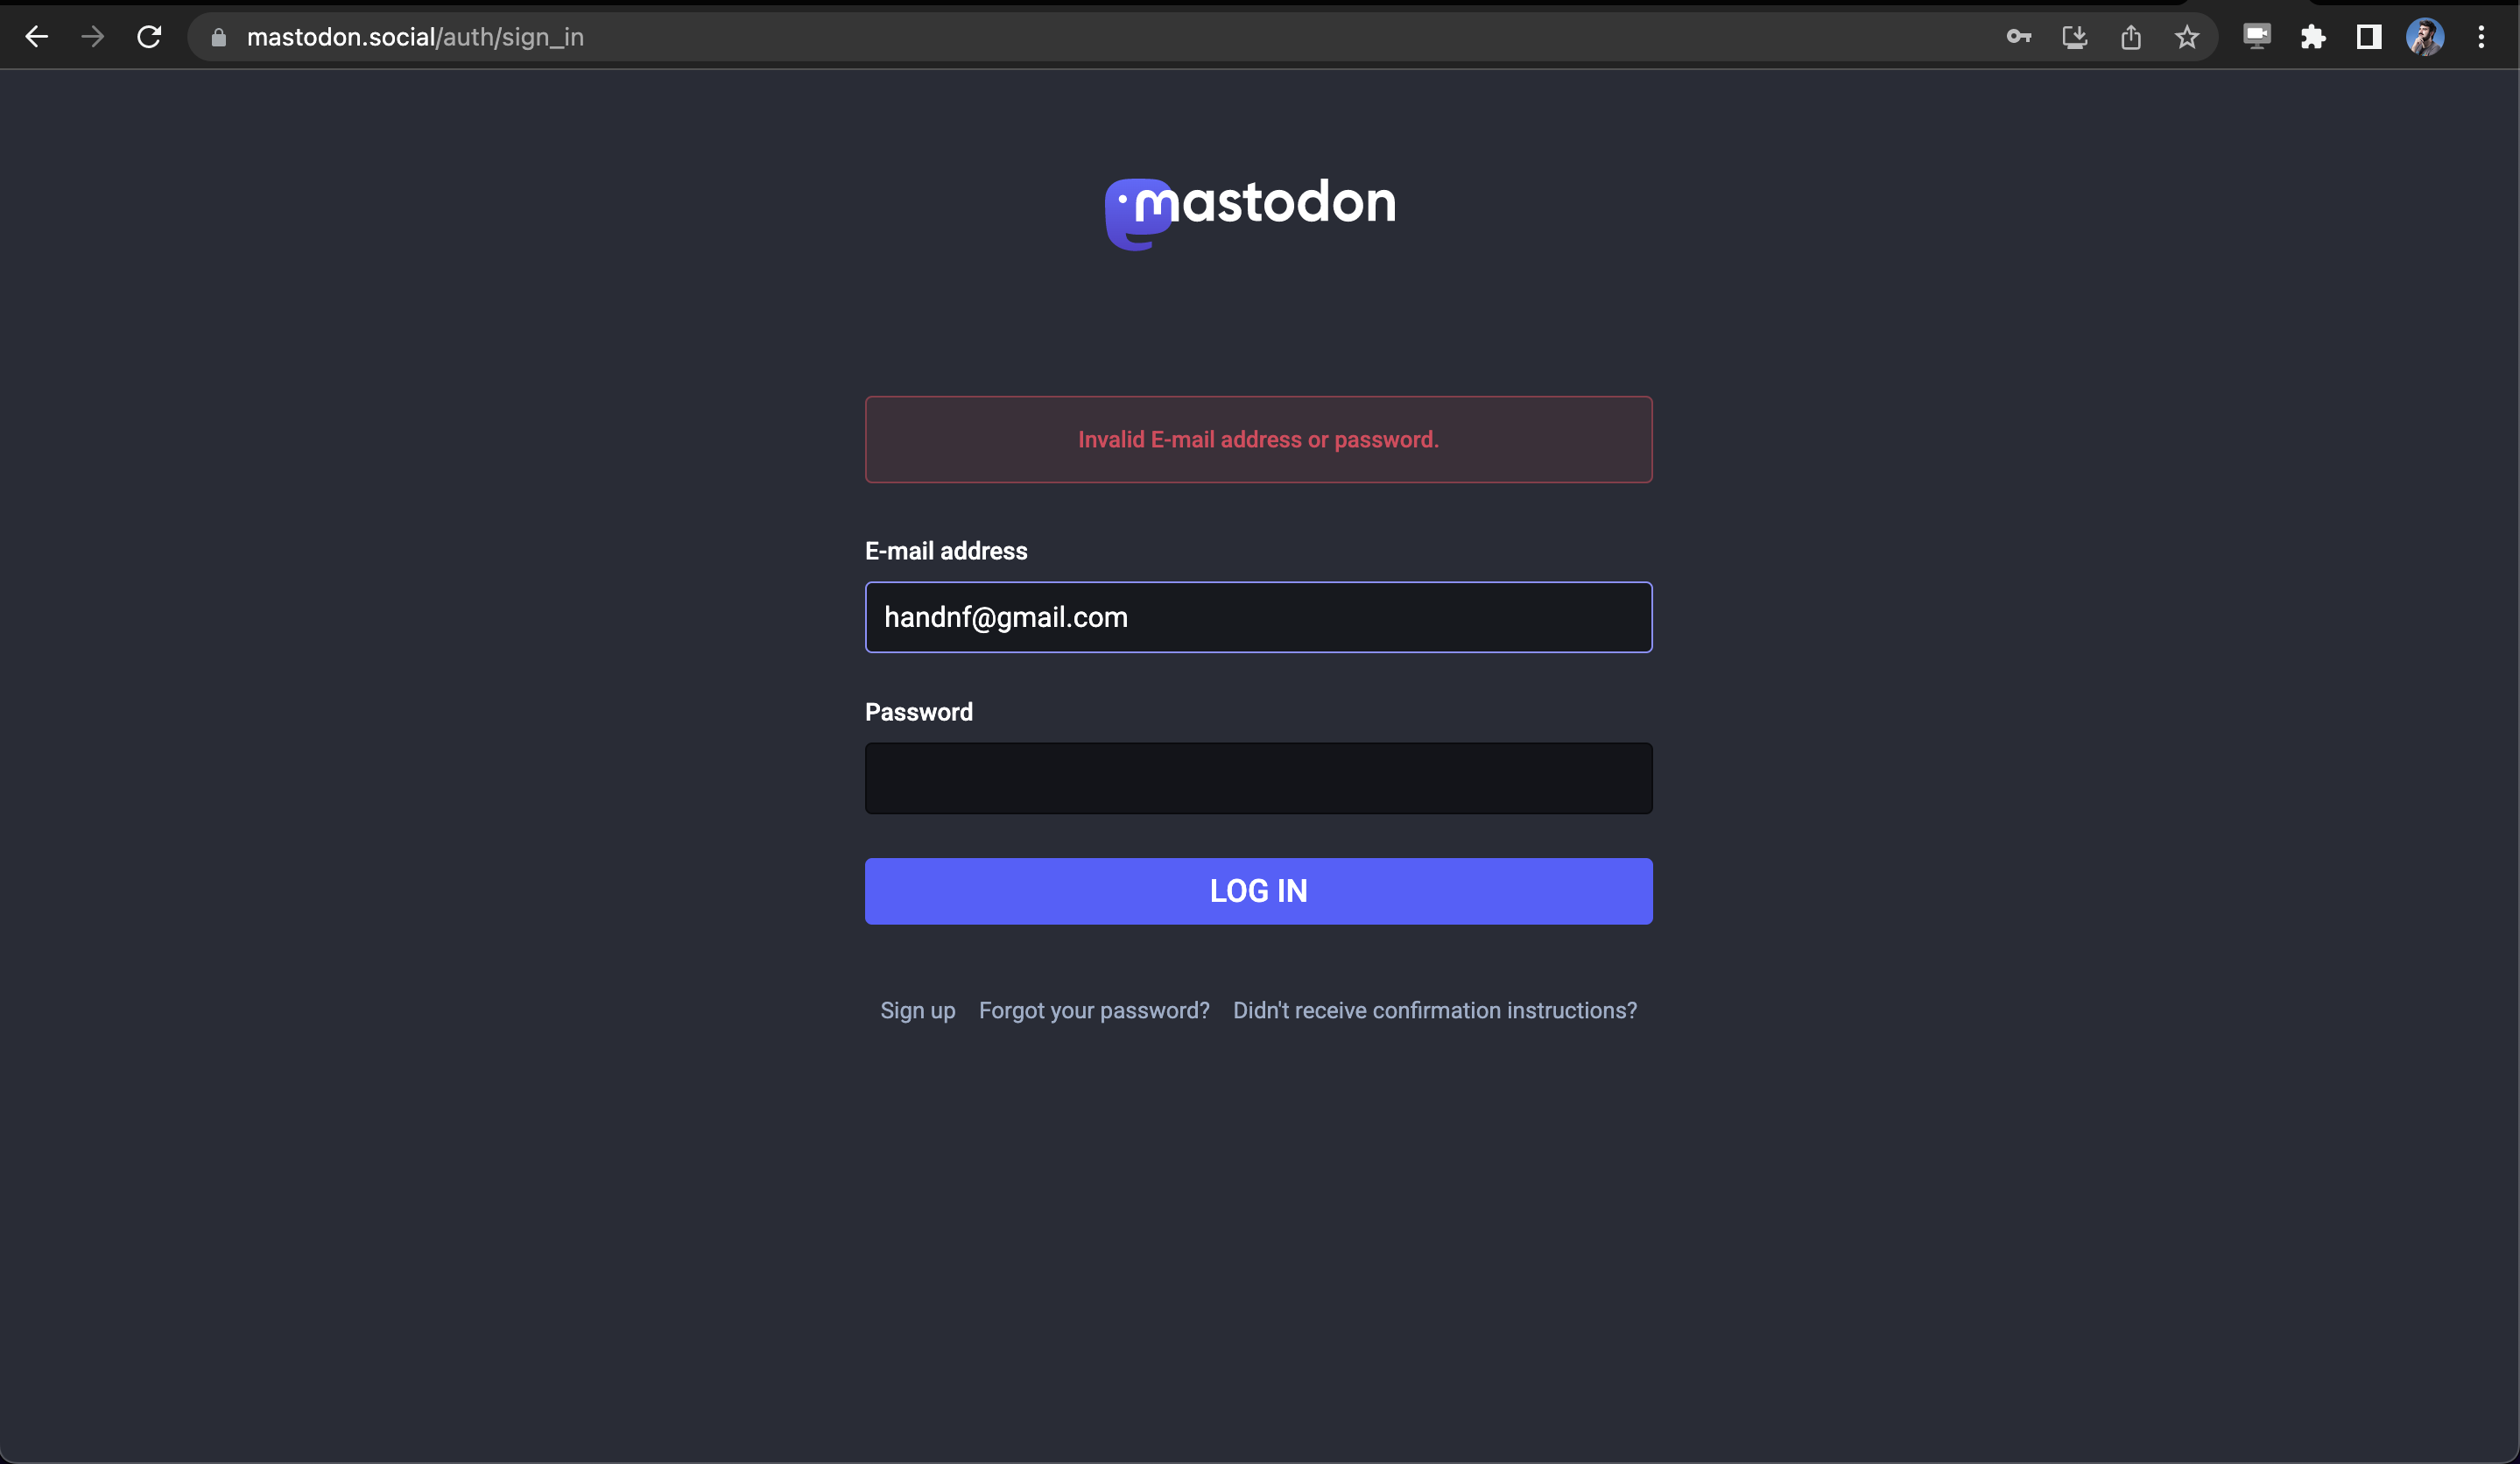 mastodon.social/auth/sign_in
mastodon
Invalid E-mail address or password.
E-mail address
handnf@gmail.com
Password
LOG IN
Sign up Forgot your password? Didn't receive confirmation instructions?